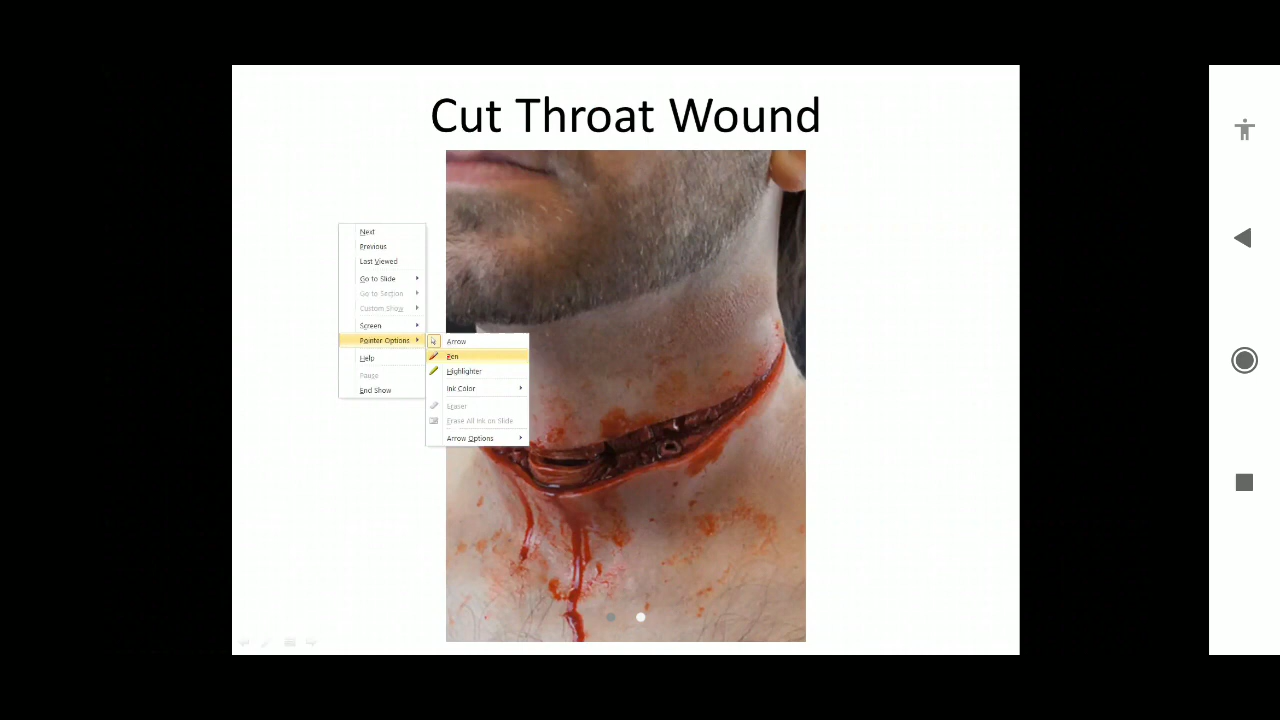 Cut Throat Wound
Next
Previous
Last Viewed
Go to Slide
Go to Section
Custom Show
Screen
Pointer Options
Help
Pause
End Show
Arrow
Pen
Highlighter
Ink Color
Eraser
Erase All Ink on Slide
Arrow Options